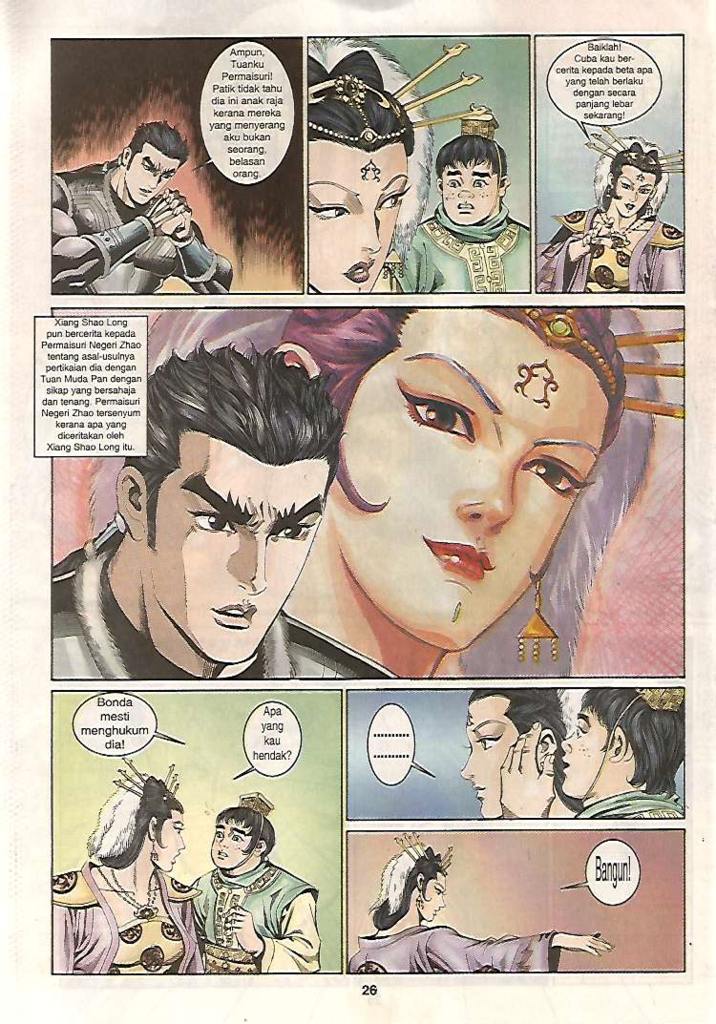 Ampun,
Tuanku
Permaisuri!
Patik tidak tahu
dia ini anak raja
kerana mereka
yang menyerang
aku bukan
seorang,
belasan
orang.
Baiklah!
Cuba kau ber-
cerita kepada beta apa
yang telah berlaku
dengan secara
panjang lebar
sekarang!
Xiang Shao Long
pun bercerita kepada
Permaisuri Negeri Zhao
tentang asal-usulnya
pertikaian dia dengan
Tuan Muda Pan dengan
sikap yang bersahaja
dan tenang. Permaisuri
Negeri Zhao tersenyum
kerana apa yang
diceritakan oleh
Xiang Shao Long itu.
Bonda
mesti
menghukum
dia!
Apa
yang
kau
hendak?
.........
.........
Bangun!
26